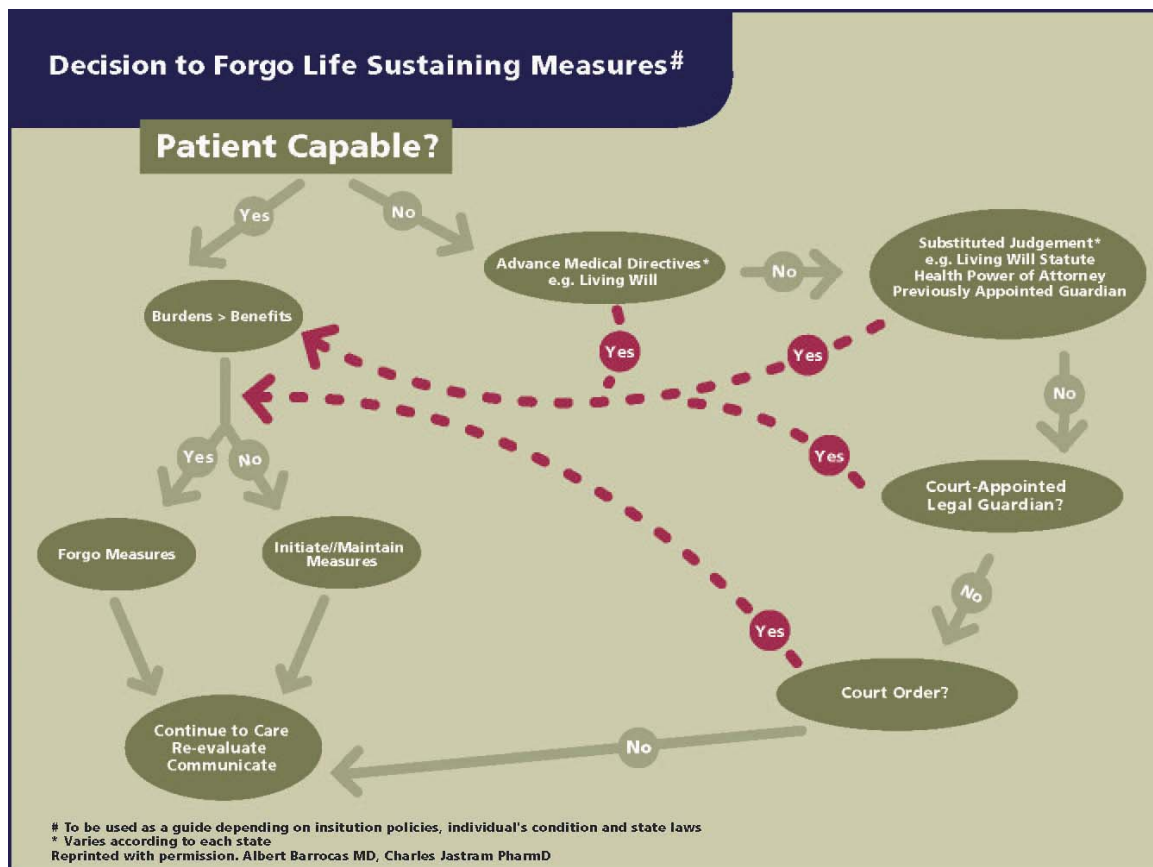 Decision to Forgo Life Sustaining Measures#
Patient Capable?
Yes
No
Advance Medical Directives*
e.g. Living Will
No
Substituted Judgement*
e.g. Living Will Statute
Health Power of Attorney
Previously Appointed Guardian
Burdens > Benefits
Yes
Yes
No
Yes
Yes
No
Court-Appointed
Legal Guardian?
Forgo Measures
Initiate//Maintain
Measures
No
Yes
Court Order?
Continue to Care
Re-evaluate
Communicate
No
# To be used as a guide depending on insitution policies, individual's condition and state laws
* Varies according to each state
Reprinted with permission. Albert Barrocas MD, Charles Jastram PharmD